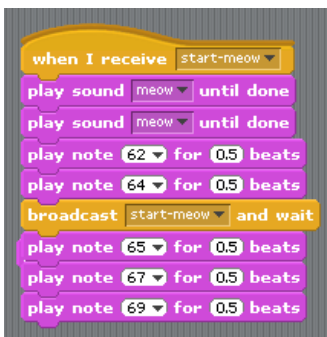 when I receive start-meow
play sound meow until done
play sound meow until done
play note 62 for 0.5 beats
play note 64 for 0.5 beats
broadcast start-meow and wait
play note 65 for 0.5 beats
play note 67 for 0.5 beats
play note 69 for 0.5 beats